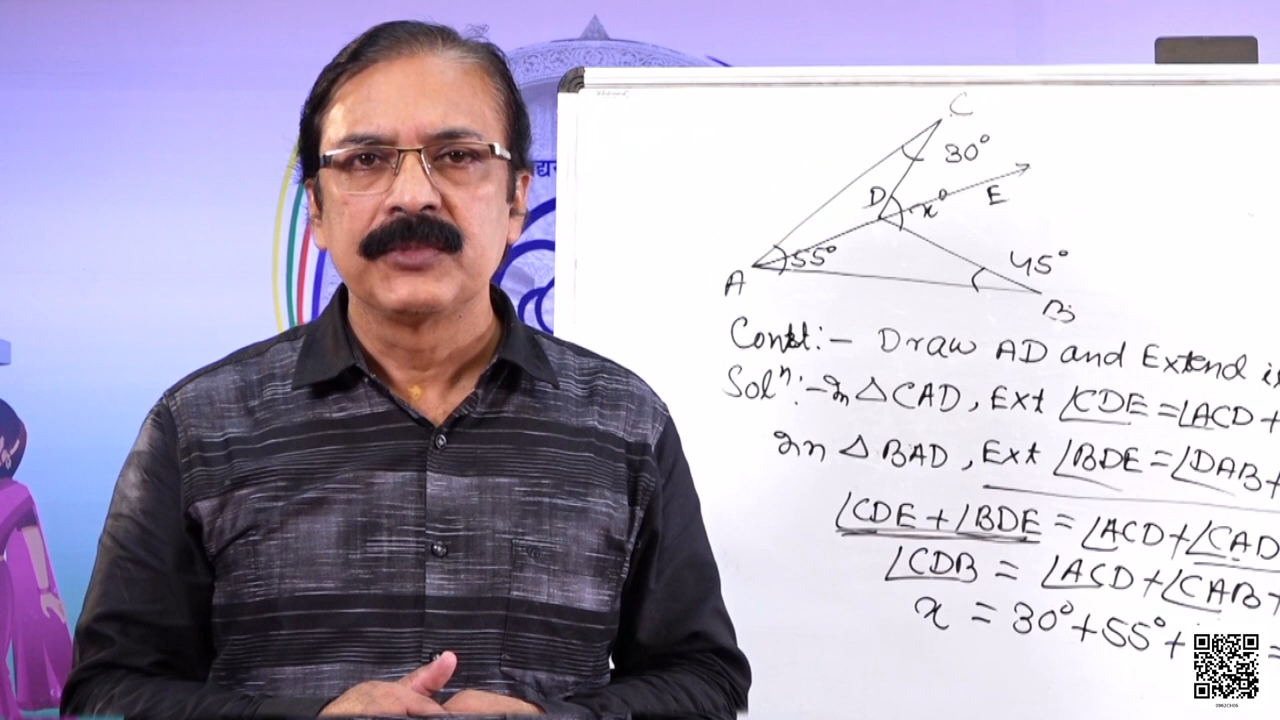 C
30°
D
x°
E
55°
45°
A
B
Const:- Draw AD and Extend i
Solⁿ:- In △CAD, Ext ∠CDE = ∠ACD +
In △BAD, Ext ∠BDE = ∠DAB +
∠CDE + ∠BDE = ∠ACD + ∠CAD
∠CDB = ∠ACD + ∠CAB +
x = 30° + 55° + =
0962CH06